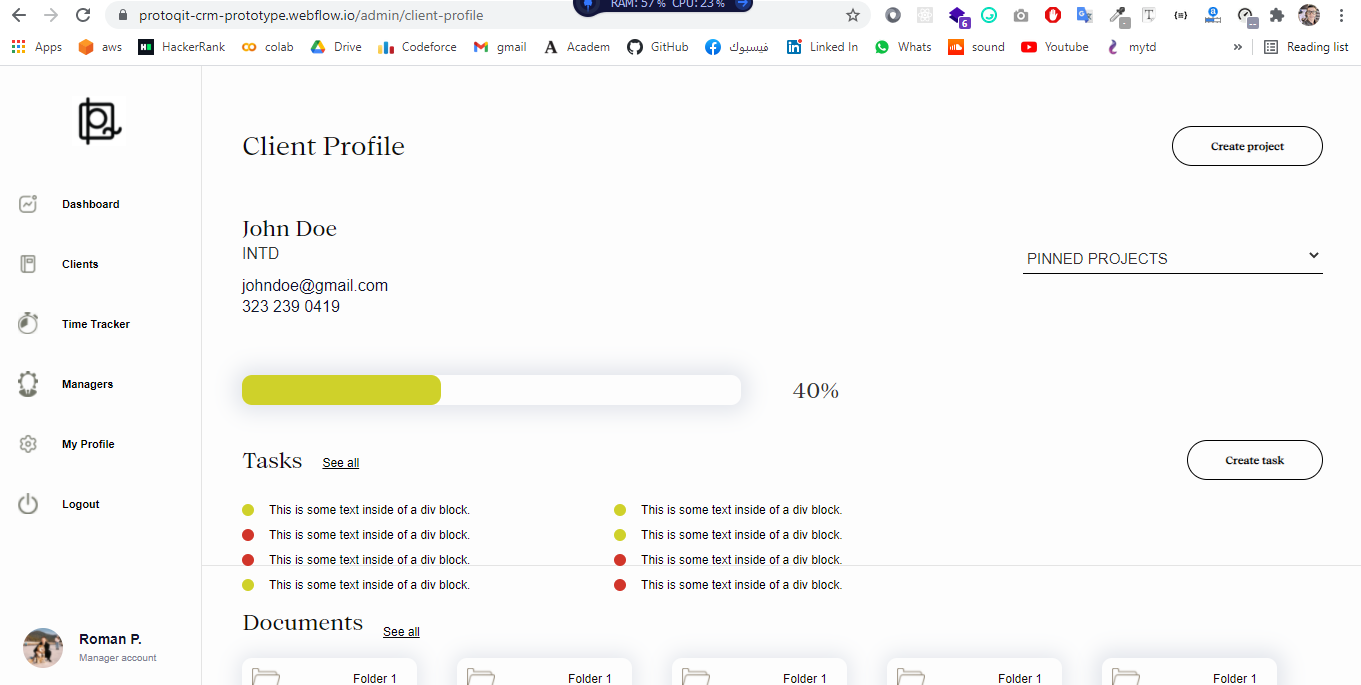 RAM: 57% CPU: 23%
protoqit-crm-prototype.webflow.io/admin/client-profile
6
Apps aws HackerRank colab Drive Codeforce gmail Academ GitHub فيسبوك Linked In Whats sound Youtube mytd » Reading list
Client Profile
Create project
Dashboard
Clients
Time Tracker
Managers
My Profile
Logout
Roman P.
Manager account
John Doe
INTD
johndoe@gmail.com
323 239 0419
PINNED PROJECTS
40%
Tasks See all
Create task
This is some text inside of a div block. This is some text inside of a div block.
This is some text inside of a div block. This is some text inside of a div block.
This is some text inside of a div block. This is some text inside of a div block.
This is some text inside of a div block. This is some text inside of a div block.
Documents See all
Folder 1 Folder 1 Folder 1 Folder 1 Folder 1